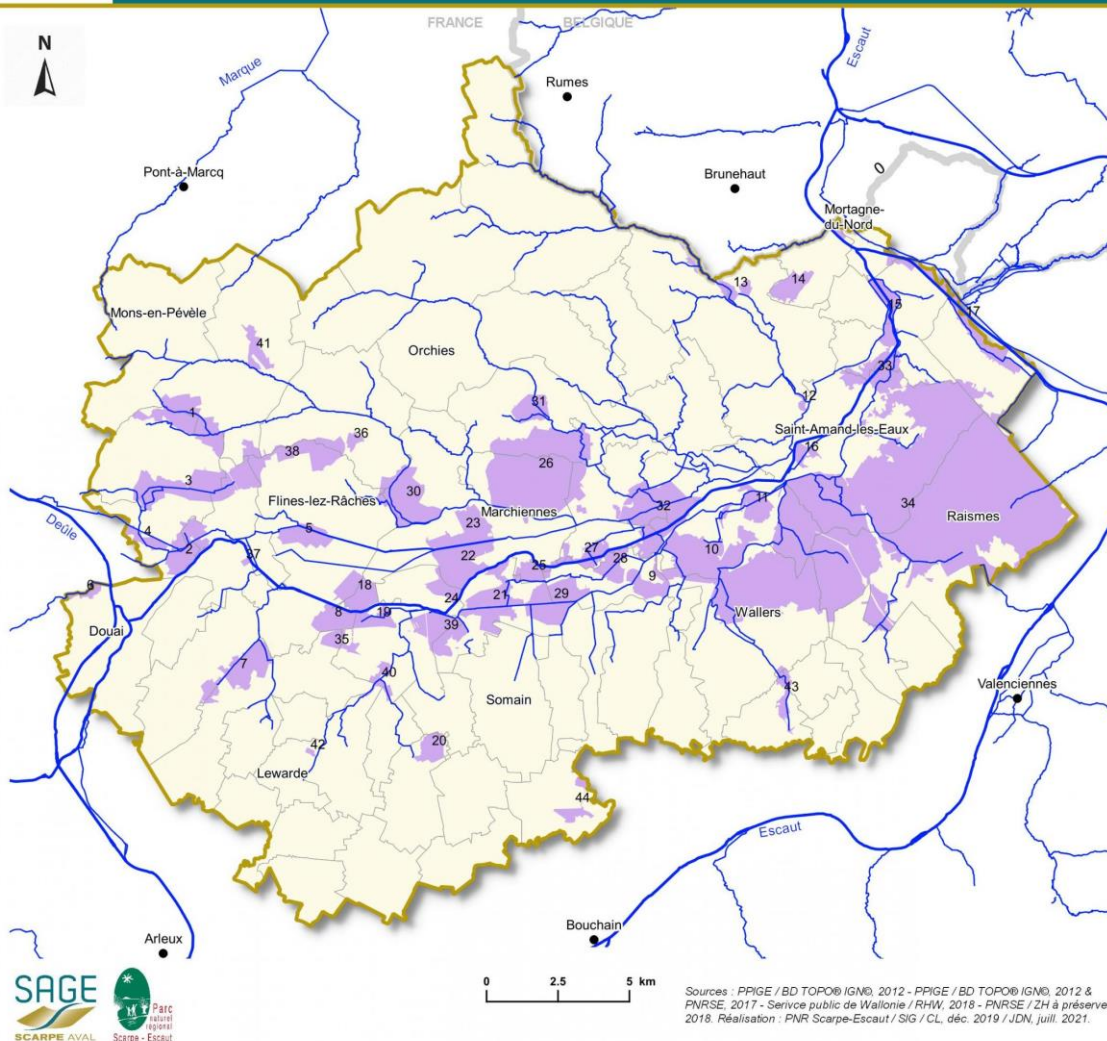 FRANCE BELGIQUE
N
Marque
Escaut
Rumes
Pont-à-Marcq
Brunehaut
0
Mortagne-
du-Nord
13
14
15
17
Mons-en-Pévèle
41
Orchies
33
1
31
12
36
Saint-Amand-les-Eaux
38
26
16
3
30
11
34
Flines-lez-Râches
32
Marchiennes
23
Raismes
Deûle
4
5
2
37
22
27
10
28
25
9
6
18
24
21
29
Wallers
8
19
Douai
35
39
7
40
43
Valenciennes
Somain
42
20
Lewarde
44
Escaut
Bouchain
Arleux
SAGE
SCARPE AVAL
Parc
naturel
régional
Scarpe - Escaut
0 2.5 5 km
Sources : PPIGE / BD TOPO® IGN©, 2012 - PPIGE / BD TOPO® IGN©, 2012 &
PNRSE, 2017 - Serivce public de Wallonie / RHW, 2018 - PNRSE / ZH à préserver
2018. Réalisation : PNR Scarpe-Escaut / SIG / CL, déc. 2019 / JDN, juill. 2021.